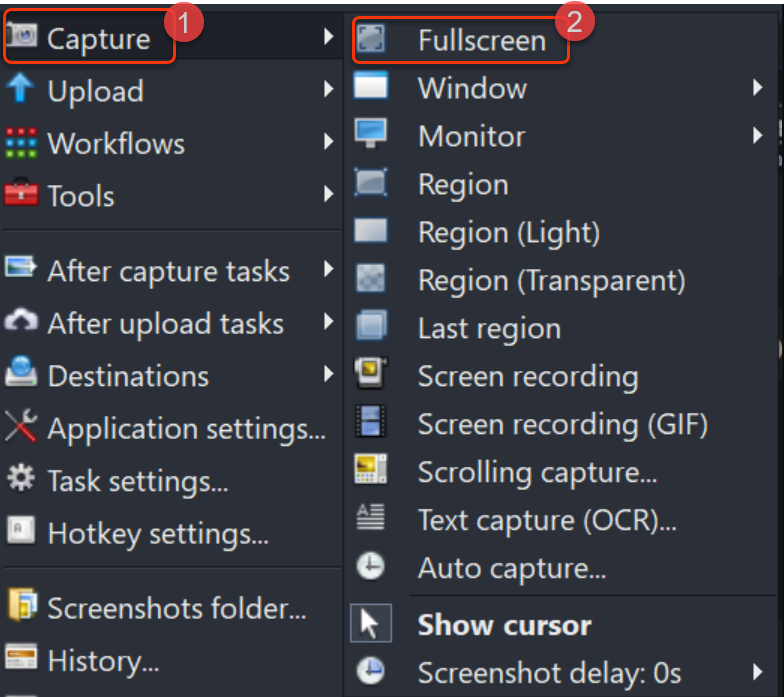 Capture
1
Upload
Workflows
Tools
After capture tasks
After upload tasks
Destinations
Application settings...
Task settings...
Hotkey settings...
Screenshots folder...
History...
Fullscreen
2
Window
Monitor
Region
Region (Light)
Region (Transparent)
Last region
Screen recording
Screen recording (GIF)
Scrolling capture...
Text capture (OCR)...
Auto capture...
Show cursor
Screenshot delay: 0s